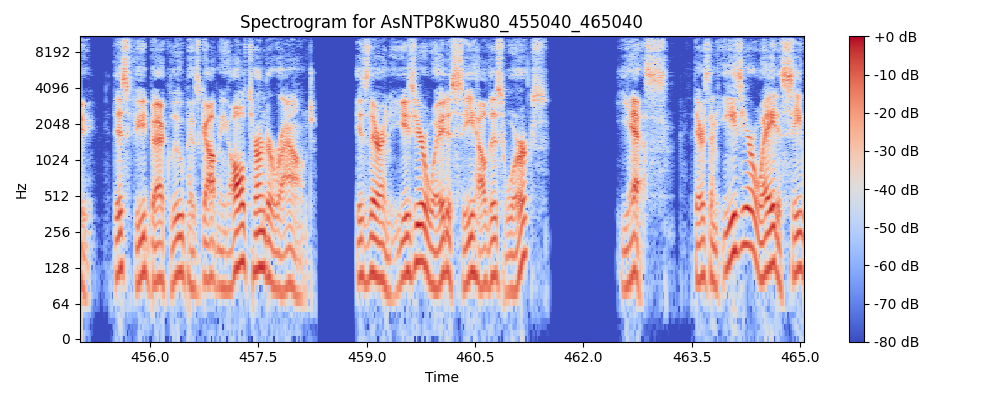 Spectrogram for AsNTP8Kwu80_455040_465040
8192
4096
2048
1024
512
256
128
64
0
Hz
456.0
457.5
459.0
460.5
462.0
463.5
465.0
Time
+0 dB
-10 dB
-20 dB
-30 dB
-40 dB
-50 dB
-60 dB
-70 dB
-80 dB